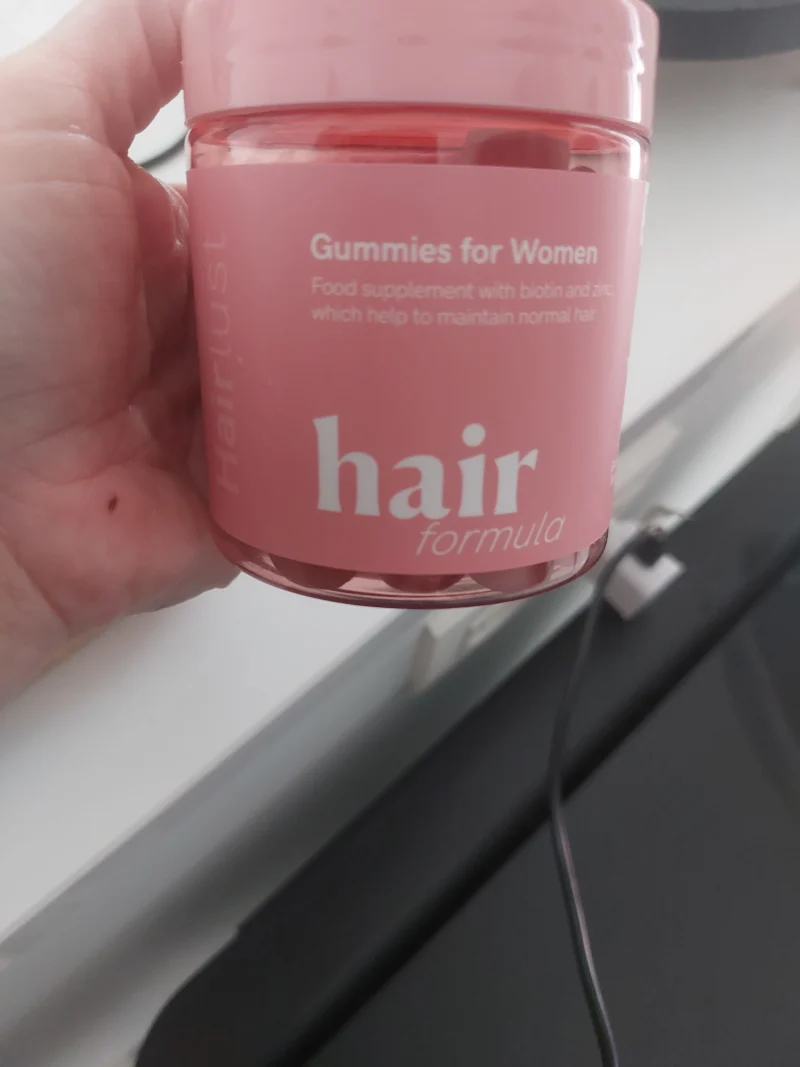 Gummies for Women
Food supplement with biotin and zinc,
which help to maintain normal hair
hair
formula
Hairlust